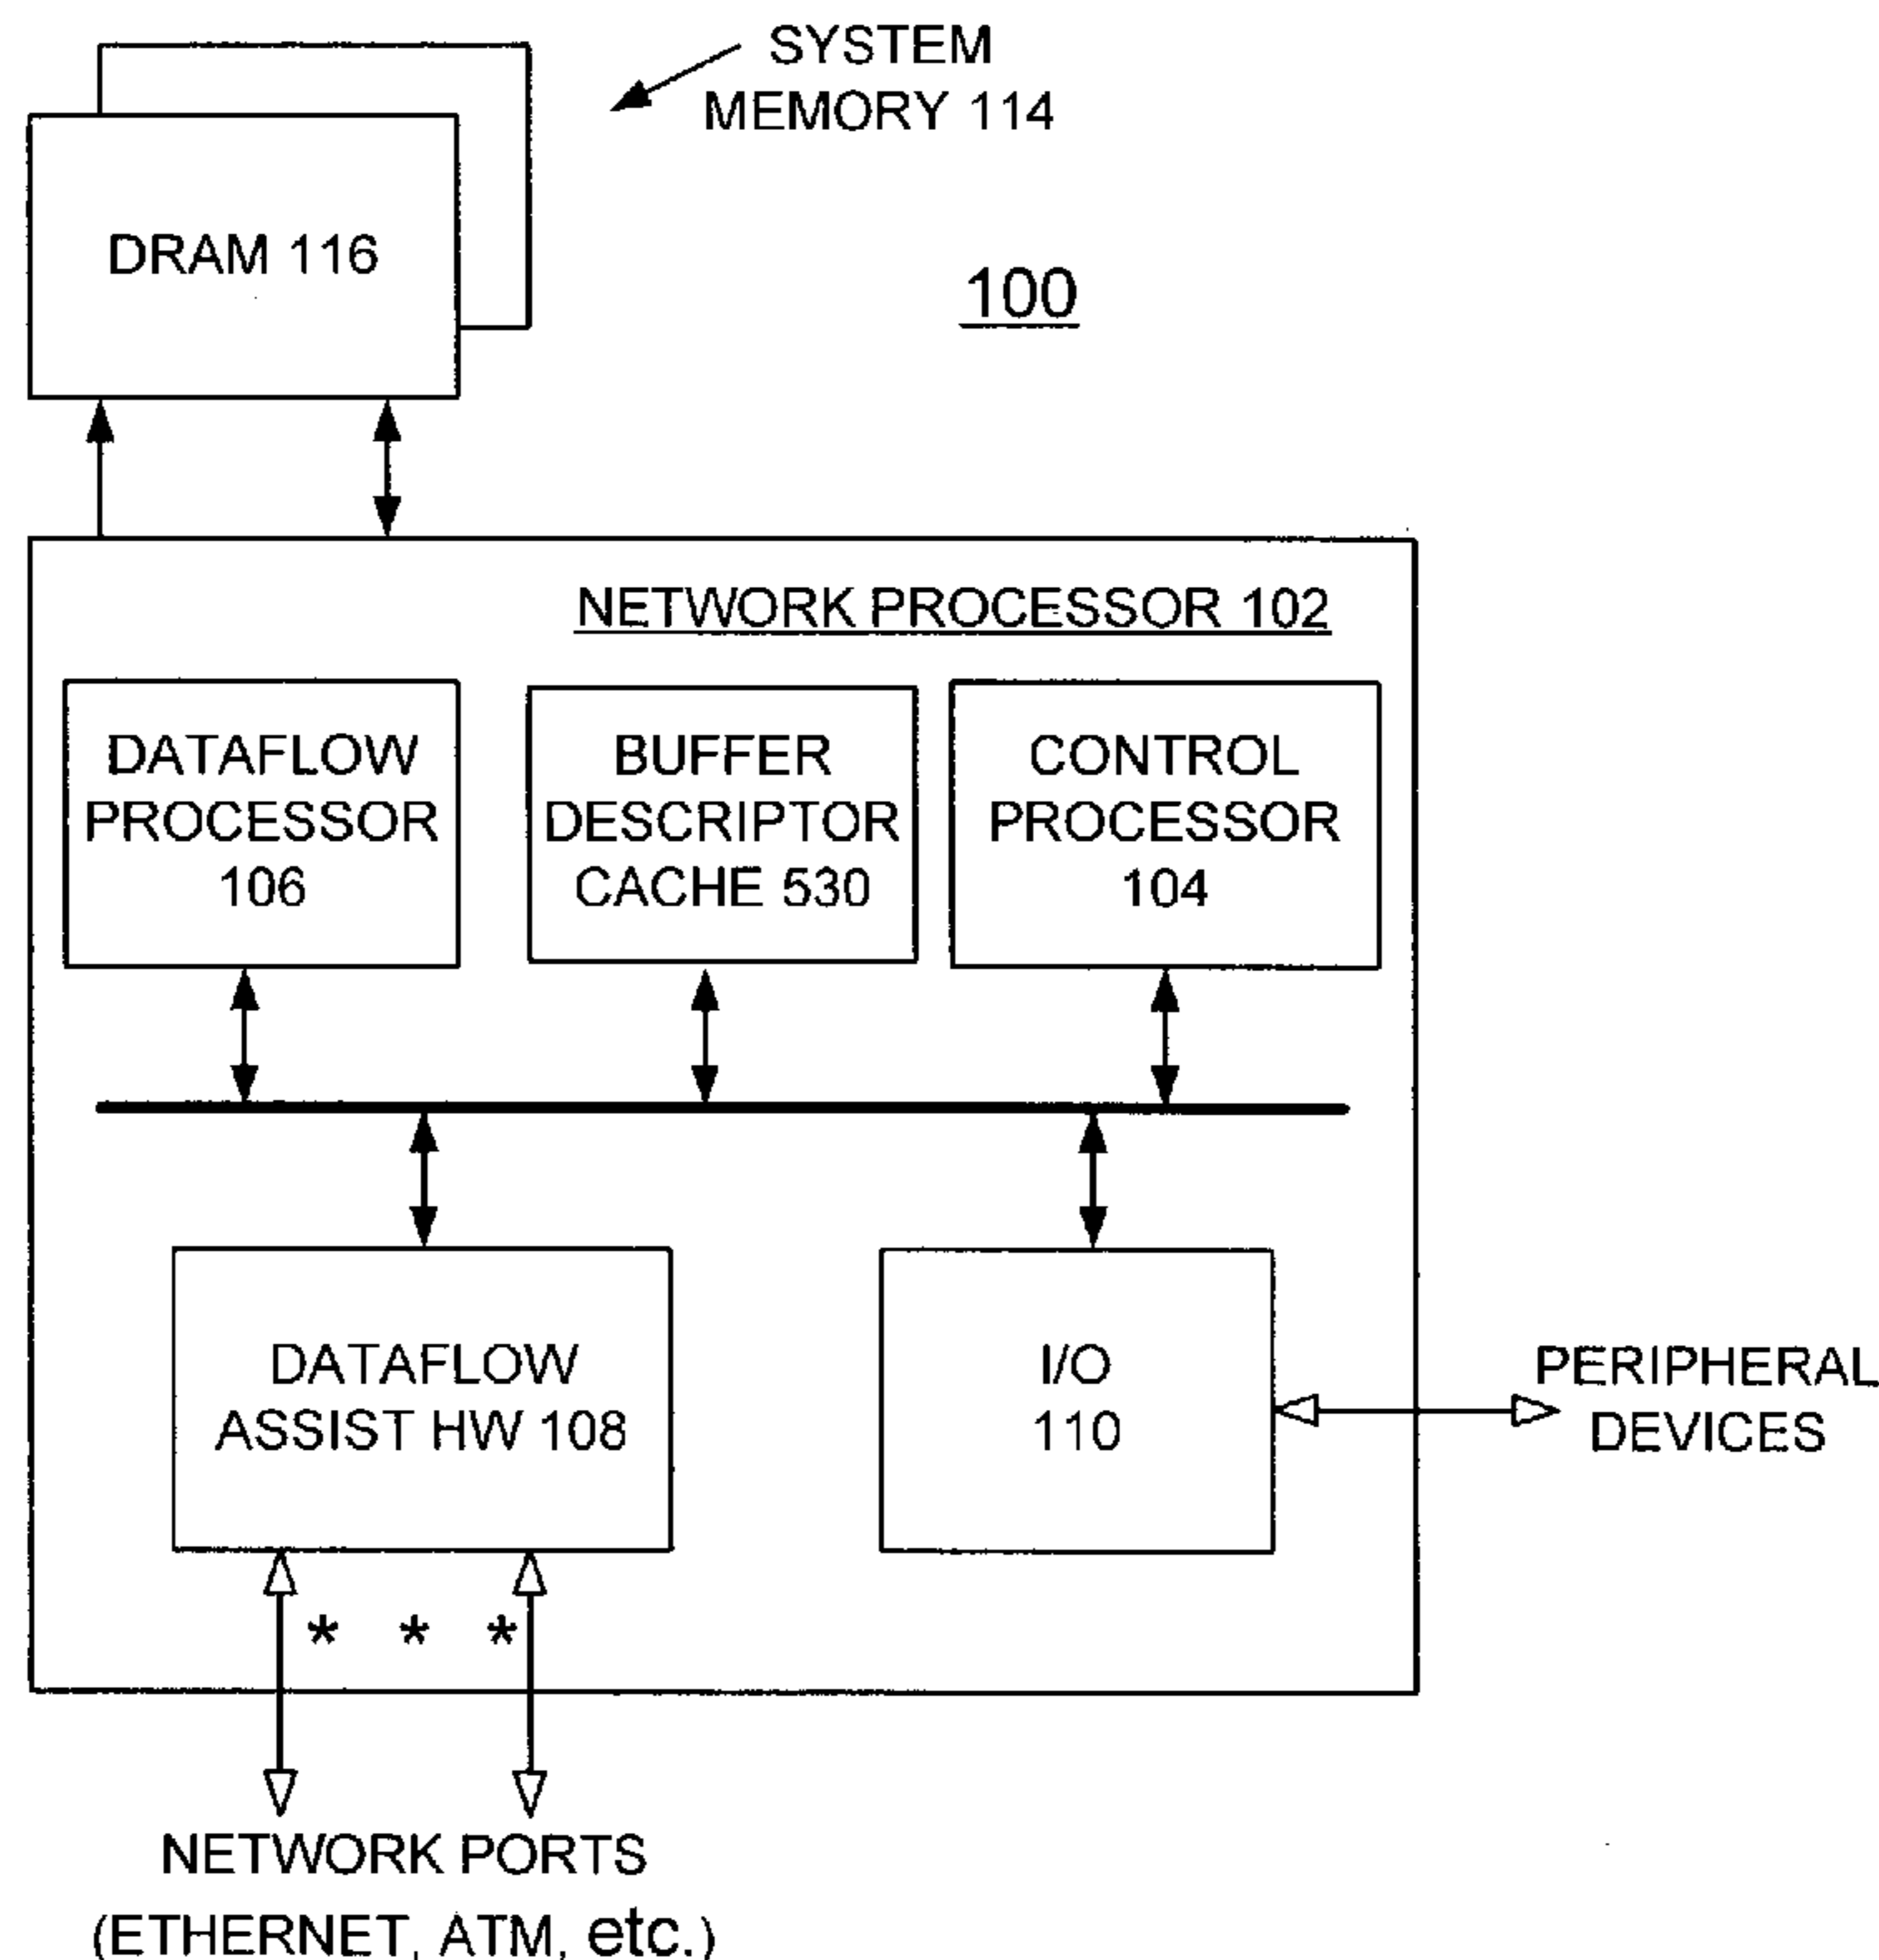 SYSTEM
MEMORY 114
DRAM 116
100
NETWORK PROCESSOR 102
DATAFLOW
PROCESSOR
106
BUFFER
DESCRIPTOR
CACHE 530
CONTROL
PROCESSOR
104
DATAFLOW
ASSIST HW 108
I/O
110
PERIPHERAL
DEVICES
* * *
NETWORK PORTS
(ETHERNET, ATM, etc.)